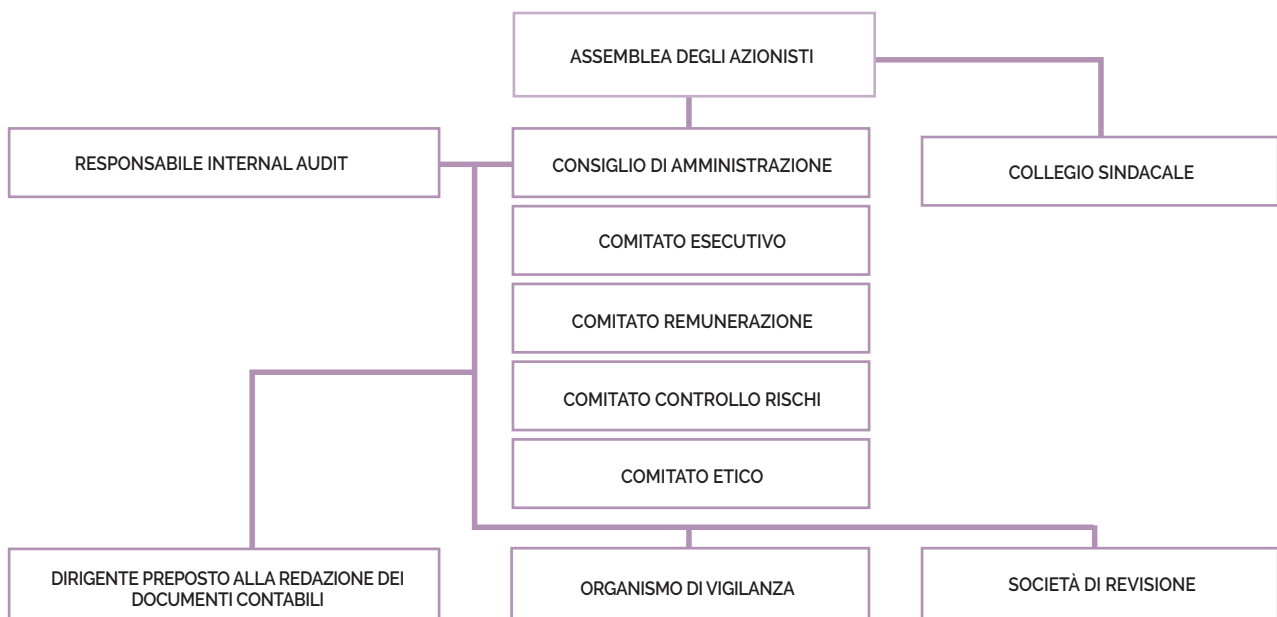 ASSEMBLEA DEGLI AZIONISTI
RESPONSABILE INTERNAL AUDIT
CONSIGLIO DI AMMINISTRAZIONE
COLLEGIO SINDACALE
COMITATO ESECUTIVO
COMITATO REMUNERAZIONE
COMITATO CONTROLLO RISCHI
COMITATO ETICO
DIRIGENTE PREPOSTO ALLA REDAZIONE DEI
DOCUMENTI CONTABILI
ORGANISMO DI VIGILANZA
SOCIETÀ DI REVISIONE